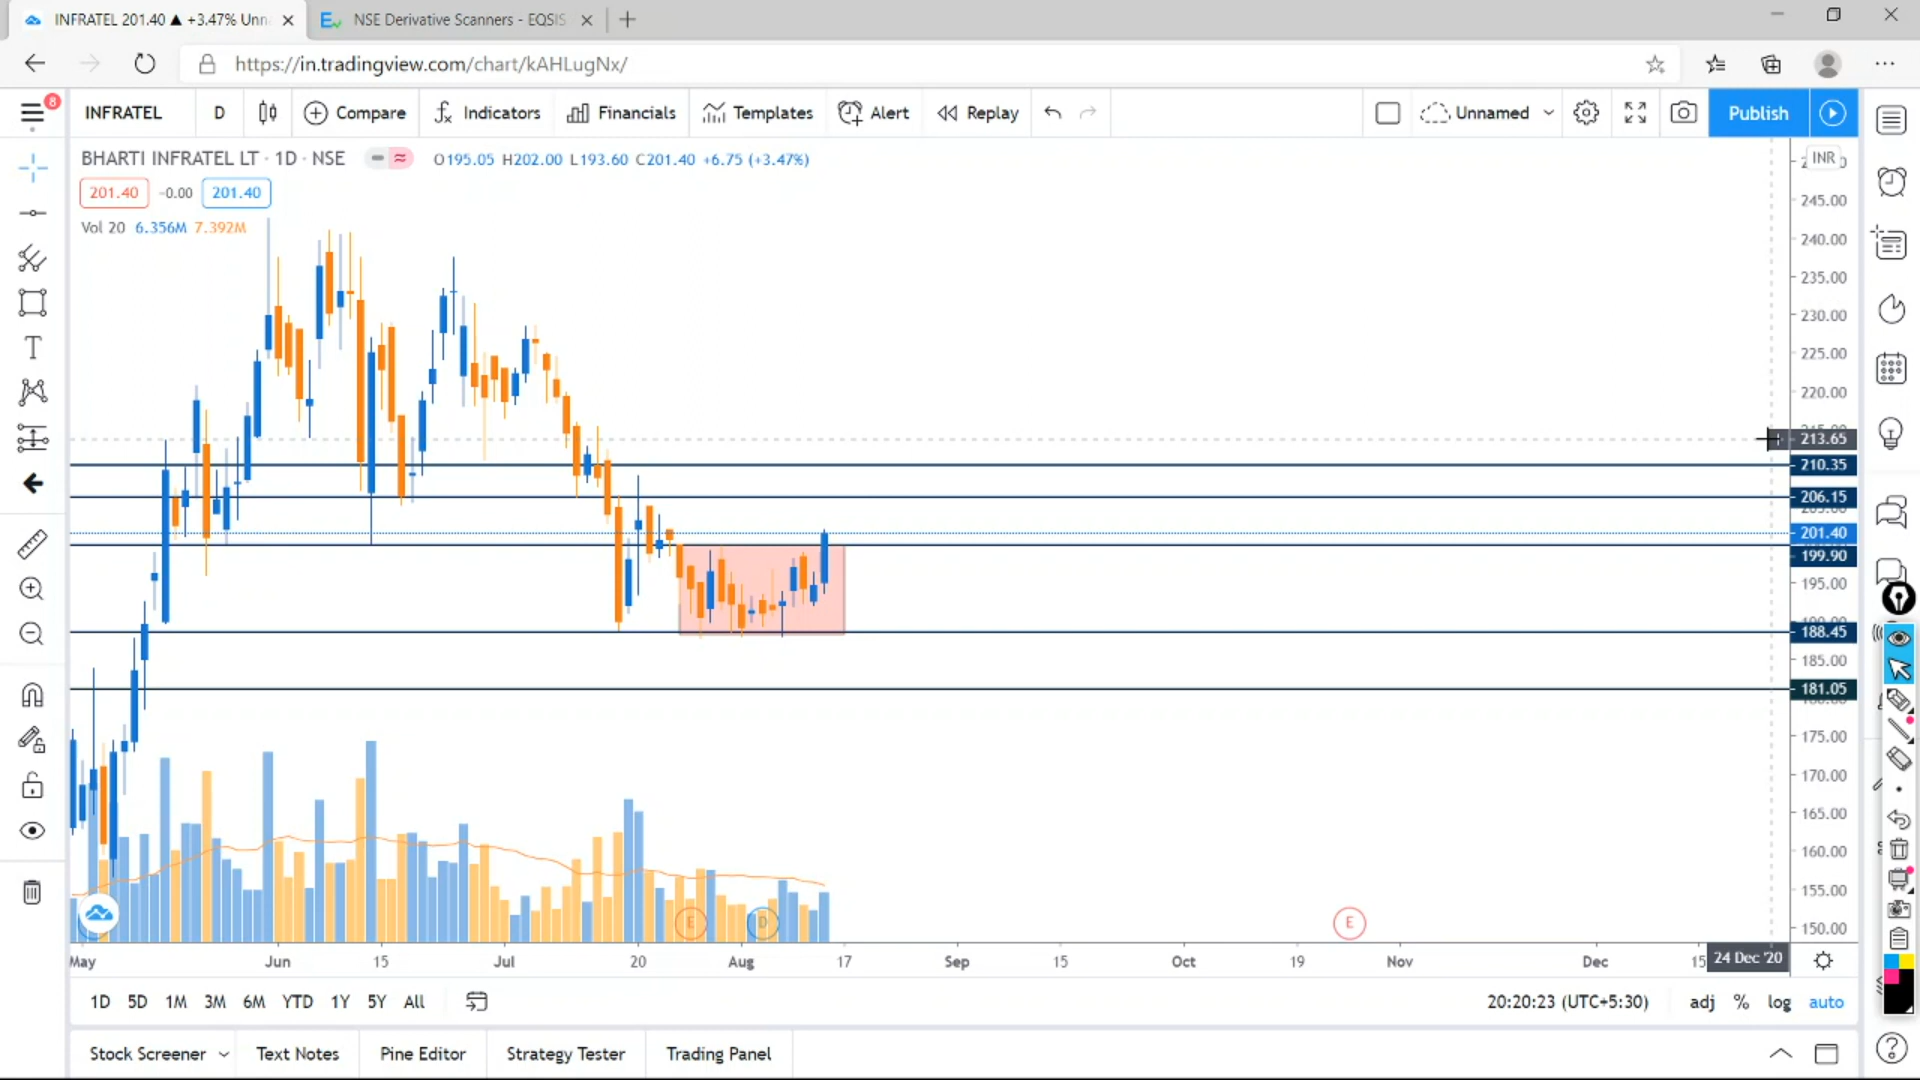 INFRATEL 201.40 ▲ +3.47% Unn
NSE Derivative Scanners - EQSIS
https://in.tradingview.com/chart/kAHLugNx/
8
INFRATEL D Compare Indicators Financials Templates Alert Replay Unnamed Publish
BHARTI INFRATEL LT · 1D · NSE O195.05 H202.00 L193.60 C201.40 +6.75 (+3.47%)
INR
201.40 -0.00 201.40
Vol 20 6.356M 7.392M
245.00
240.00
235.00
230.00
225.00
220.00
213.65
210.35
206.15
201.40
199.90
195.00
188.45
185.00
181.05
175.00
170.00
165.00
160.00
155.00
150.00
E D E
May Jun 15 Jul 20 Aug 17 Sep 15 Oct 19 Nov Dec 15 24 Dec '20
1D 5D 1M 3M 6M YTD 1Y 5Y All 20:20:23 (UTC+5:30) adj % log auto
Stock Screener Text Notes Pine Editor Strategy Tester Trading Panel